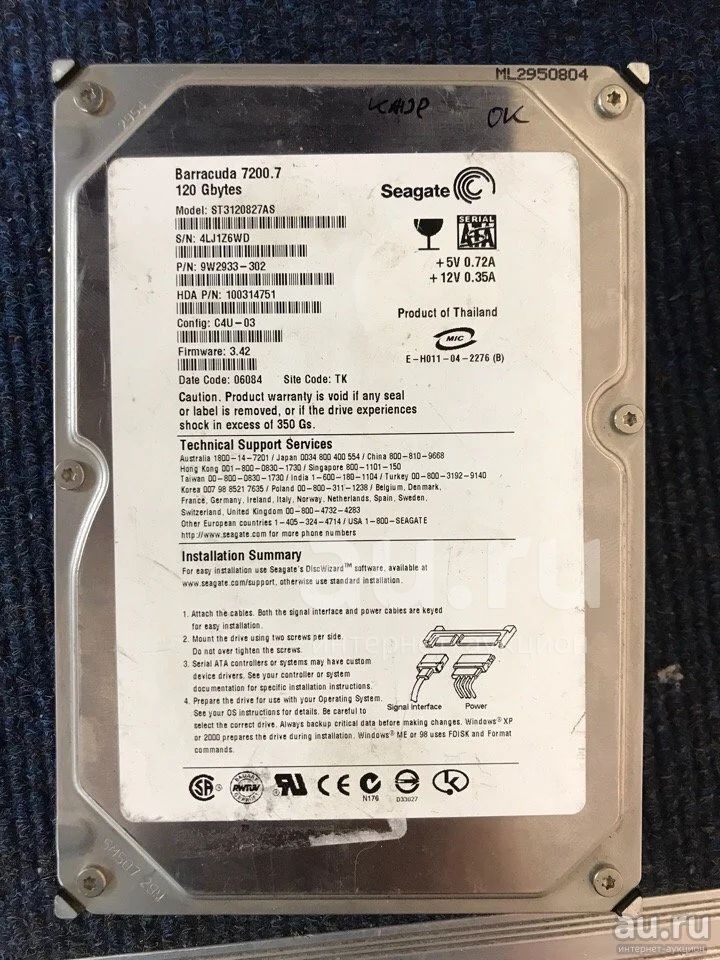 ML2950804
OK
Barracuda 7200.7
120 Gbytes
Seagate
Model: ST3120827AS
S/N: 4LJ1Z6WD
SERIAL
ATA
P/N: 9W2933-302
+5V 0.72A
+12V 0.35A
HDA P/N: 100314751
Product of Thailand
Config: C4U-03
MIC
Firmware: 3.42
E-H011-04-2276 (B)
Date Code: 06084 Site Code: TK
Caution. Product warranty is void if any seal
or label is removed, or if the drive experiences
shock in excess of 350 Gs.
Technical Support Services
Australia 1800-14-7201 / Japan 0034 800 400 554 / China 800-810-9668
Hong Kong 001-800-0830-1730 / Singapore 800-1101-150
Taiwan 00-800-0830-1730 / India 1-600-180-1104 / Turkey 00-800-3192-9140
Korea 007 98 8521 7635 / Poland 00-800-311-1238 / Belgium, Denmark,
France, Germany, Ireland, Italy, Norway, Netherlands, Spain, Sweden,
Switzerland, United Kingdom 00-800-4732-4283
Other European countries 1-405-324-4714 / USA 1-800-SEAGATE
http://www.seagate.com for more phone numbers
Installation Summary
For easy installation use Seagate's DiscWizard™ software, available at
www.seagate.com/support, otherwise use standard installation.
1. Attach the cables. Both the signal interface and power cables are keyed
for easy installation.
2. Mount the drive using two screws per side.
Do not over tighten the screws.
3. Serial ATA controllers or systems may have custom
device drivers. See your controller or system
documentation for specific installation instructions.
4. Prepare the drive for use with your Operating System.
See your OS instructions for details. Be careful to
select the correct drive. Always backup critical data before making changes. Windows® XP
or 2000 prepares the drive during installation. Windows® ME or 98 uses FDISK and Format
commands.
Signal Interface Power
RWTÜV
CE
N176
D33027
au.ru
интернет-аукцион
au.ru
интернет-аукцион